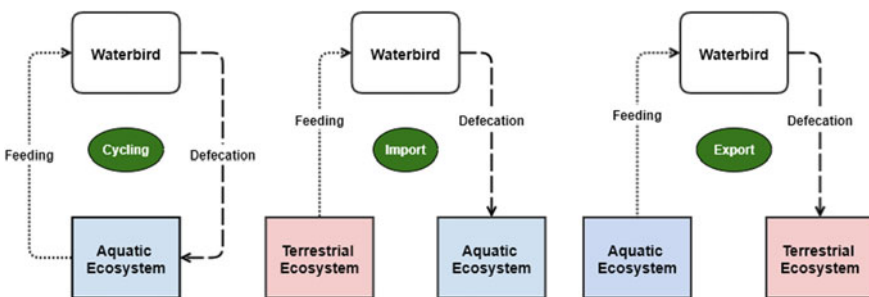 Waterbird
Feeding
Cycling
Defecation
Aquatic
Ecosystem
Waterbird
Feeding
Import
Defecation
Terrestrial
Ecosystem
Aquatic
Ecosystem
Waterbird
Feeding
Export
Defecation
Aquatic
Ecosystem
Terrestrial
Ecosystem